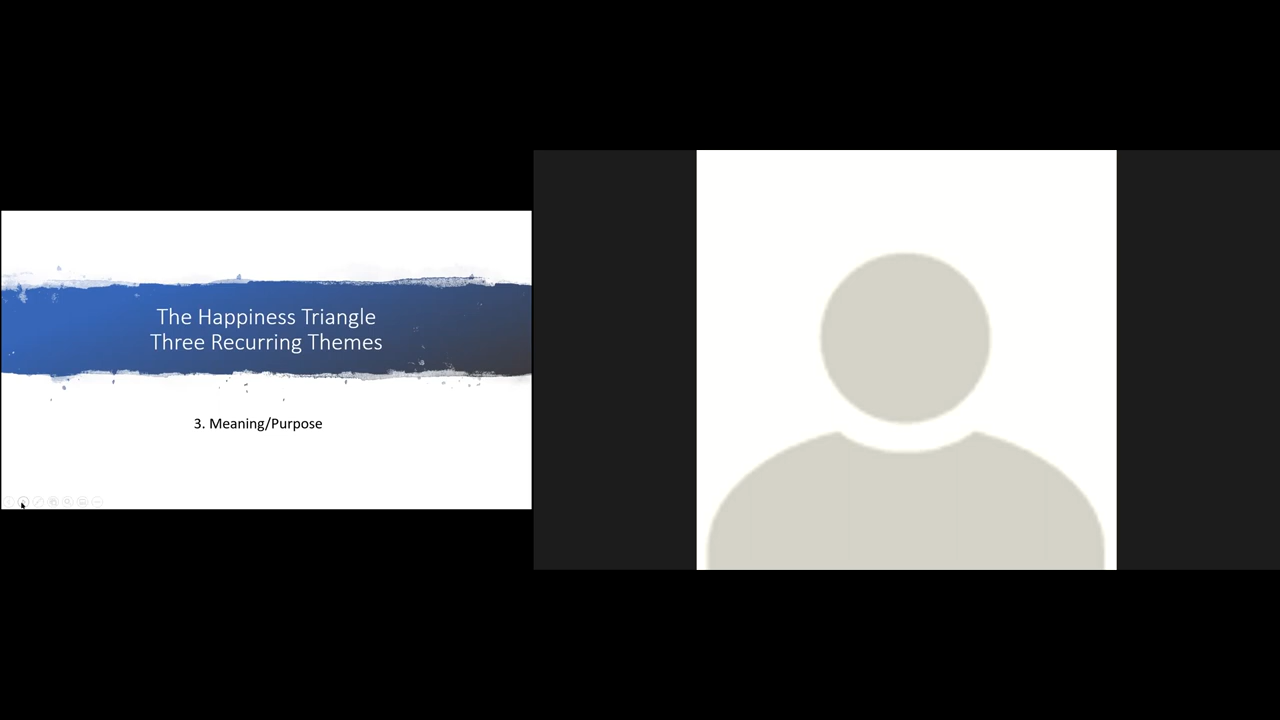 The Happiness Triangle
Three Recurring Themes
3. Meaning/Purpose